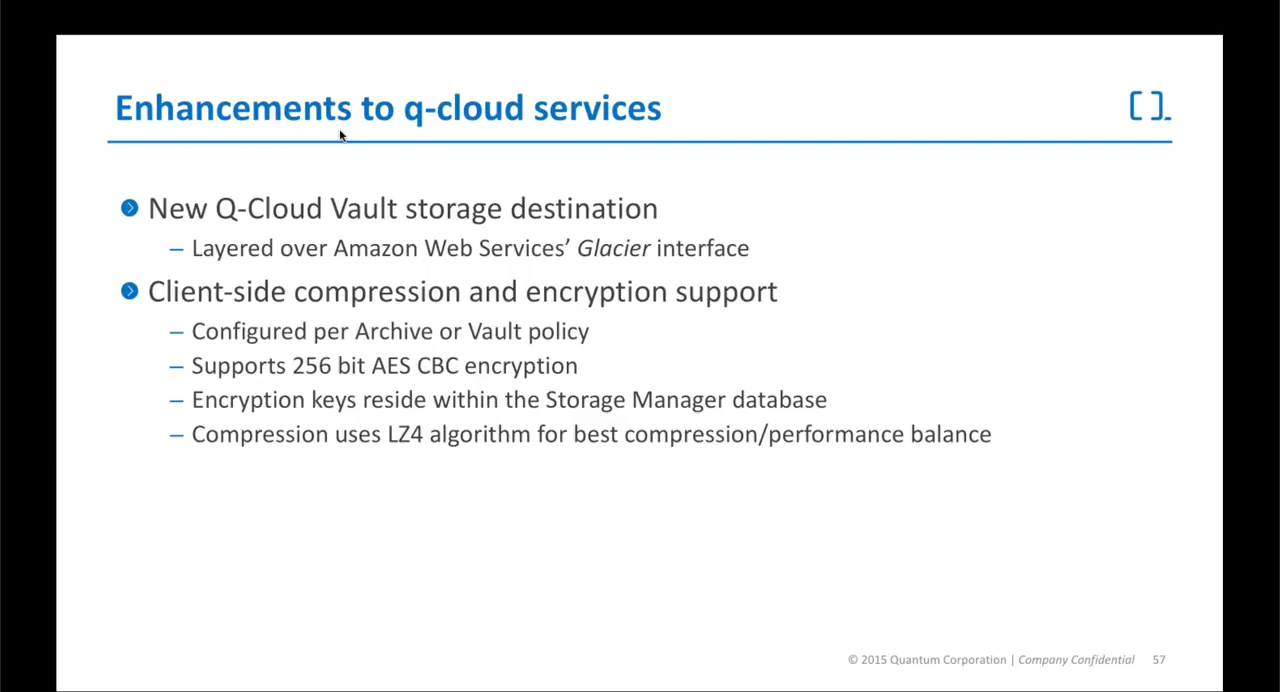 Enhancements to q-cloud services
New Q-Cloud Vault storage destination
– Layered over Amazon Web Services’ Glacier interface
Client-side compression and encryption support
– Configured per Archive or Vault policy
– Supports 256 bit AES CBC encryption
– Encryption keys reside within the Storage Manager database
– Compression uses LZ4 algorithm for best compression/performance balance
© 2015 Quantum Corporation | Company Confidential 57